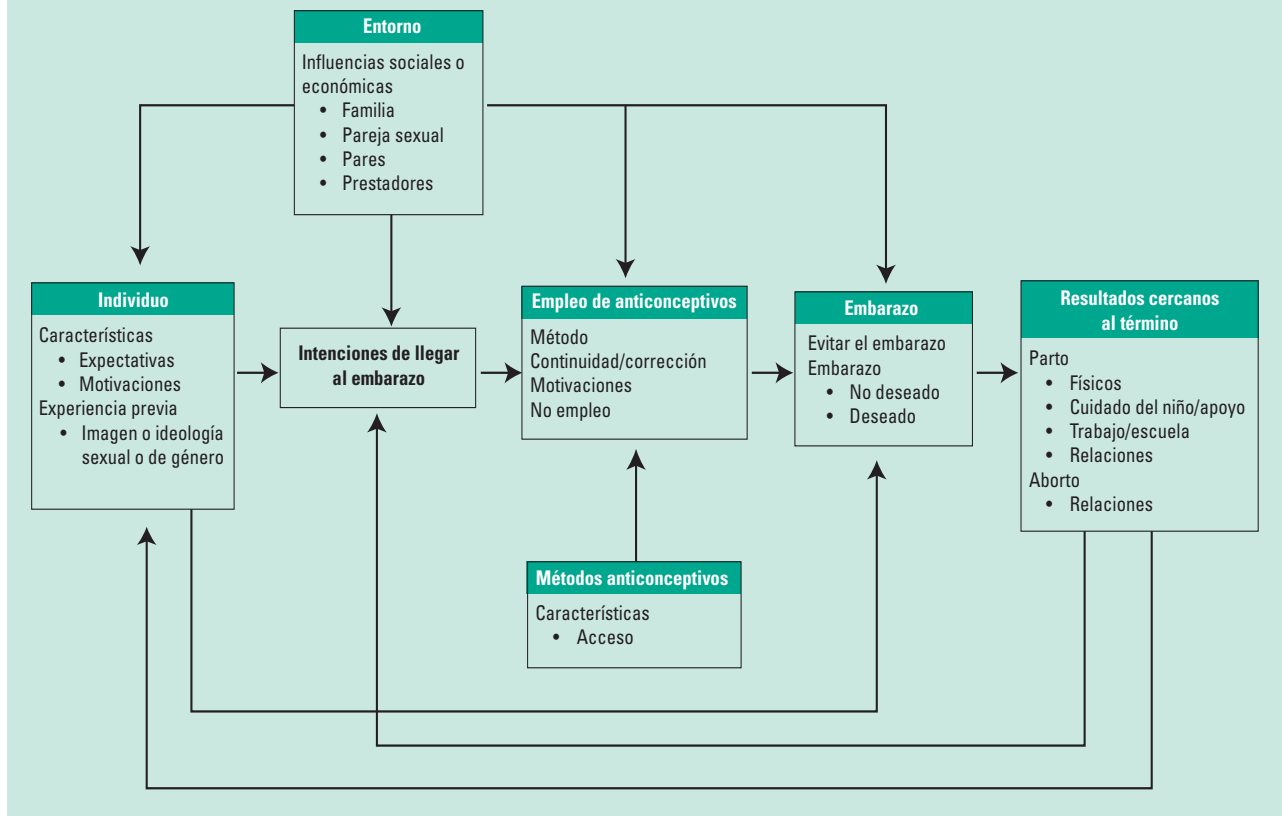 Entorno
Influencias sociales o
económicas
• Familia
• Pareja sexual
• Pares
• Prestadores
Individuo
Características
• Expectativas
• Motivaciones
Experiencia previa
• Imagen o ideología
sexual o de género
Intenciones de llegar
al embarazo
Empleo de anticonceptivos
Método
Continuidad/corrección
Motivaciones
No empleo
Embarazo
Evitar el embarazo
Embarazo
• No deseado
• Deseado
Resultados cercanos
al término
Parto
• Físicos
• Cuidado del niño/apoyo
• Trabajo/escuela
• Relaciones
Aborto
• Relaciones
Métodos anticonceptivos
Características
• Acceso